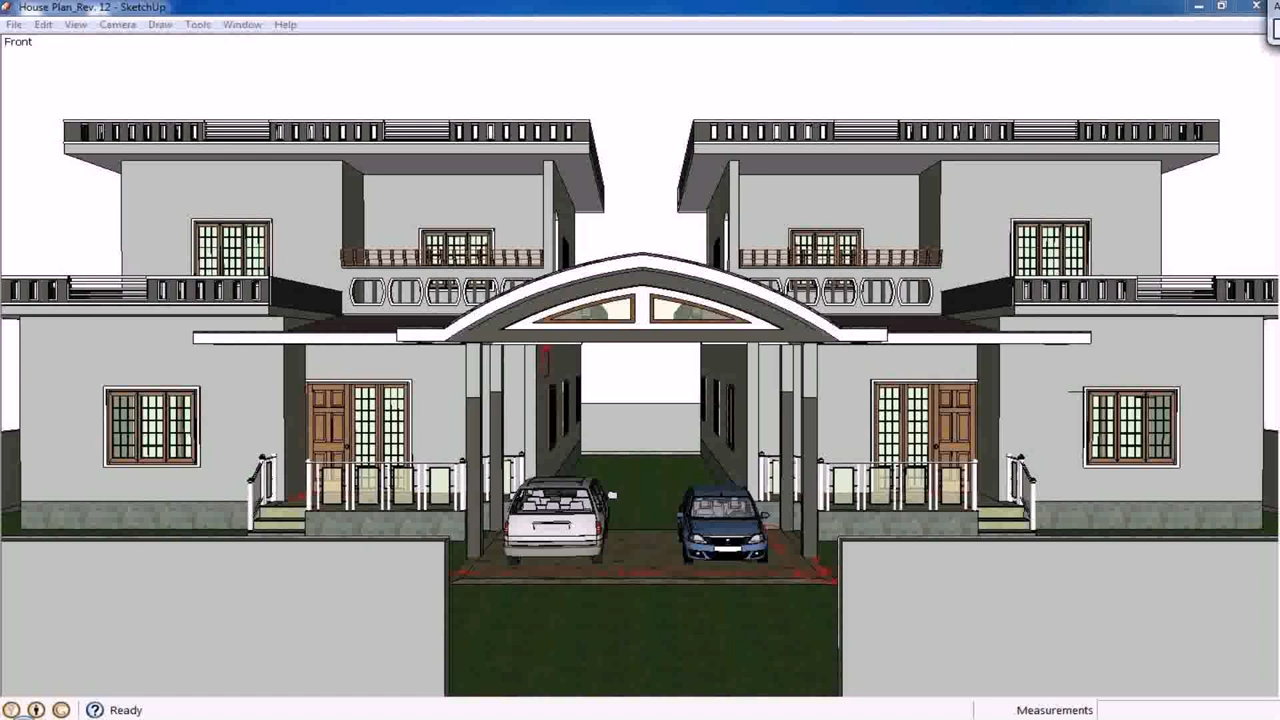 House Plan_Rev. 12 - SketchUp
File Edit View Camera Draw Tools Window Help
Front
Ready
Measurements